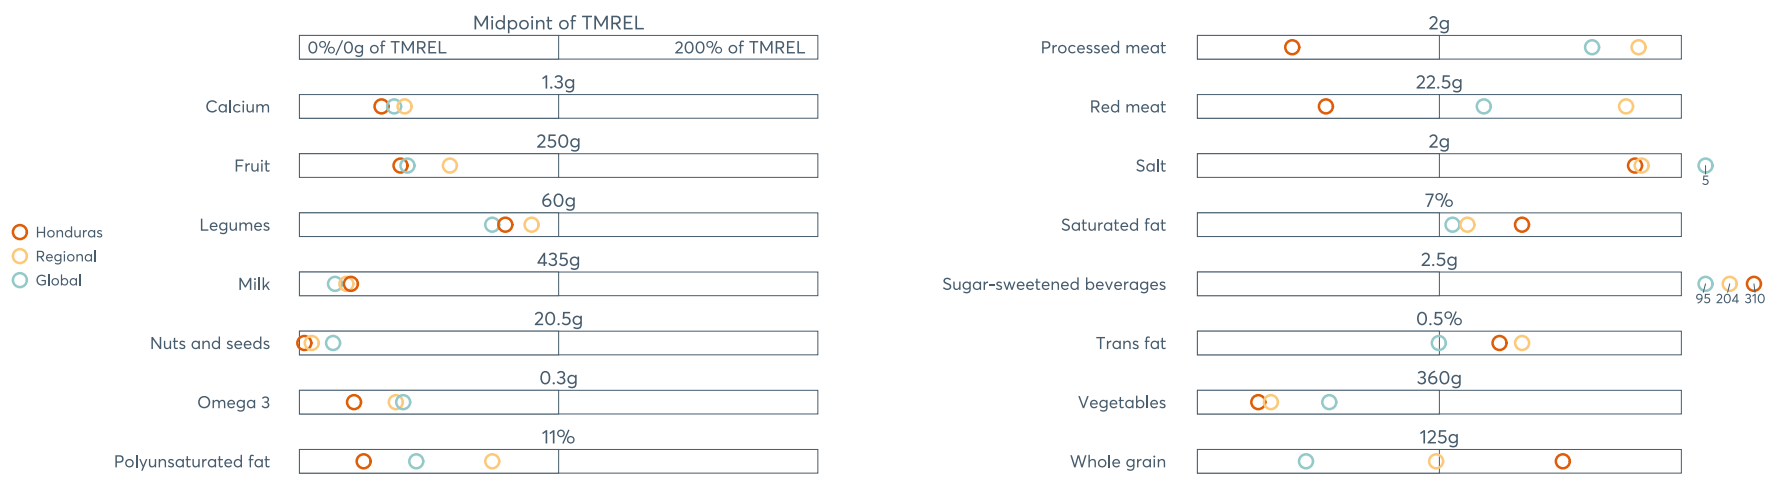 Midpoint of TMREL
0%/0g of TMREL
200% of TMREL
1.3g
Calcium
250g
Fruit
60g
Legumes
435g
Milk
20.5g
Nuts and seeds
0.3g
Omega 3
11%
Polyunsaturated fat
Honduras
Regional
Global
2g
Processed meat
22.5g
Red meat
2g
Salt
5
7%
Saturated fat
2.5g
Sugar-sweetened beverages
95 204 310
0.5%
Trans fat
360g
Vegetables
125g
Whole grain